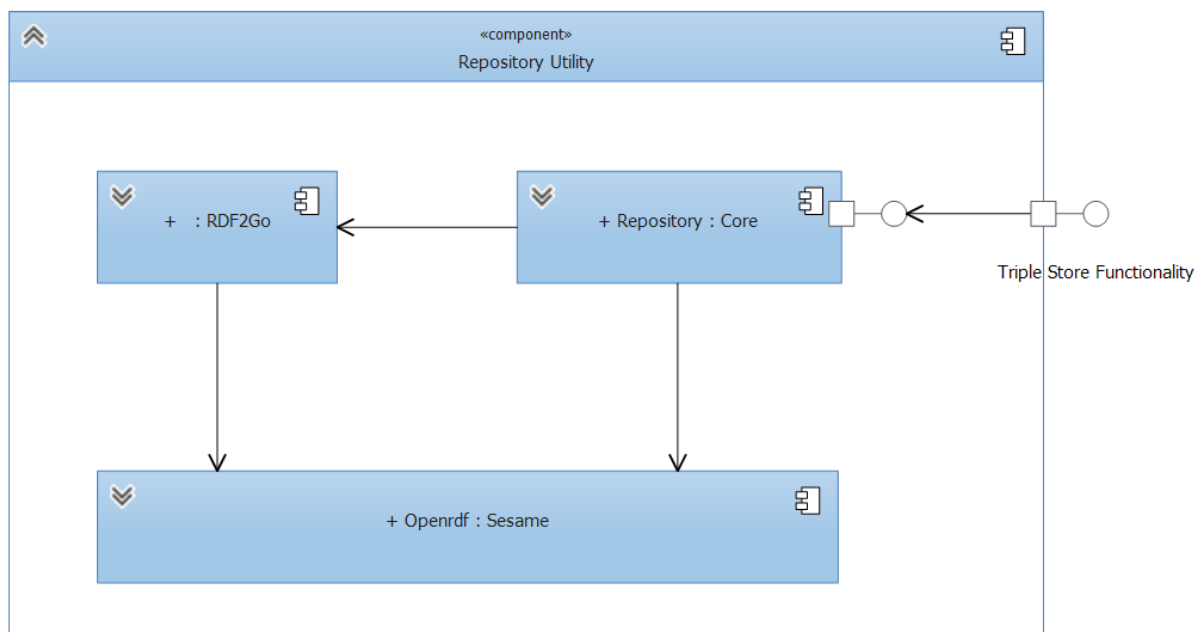 «component»
Repository Utility
+ : RDF2Go
+ Repository : Core
Triple Store Functionality
+ Openrdf : Sesame